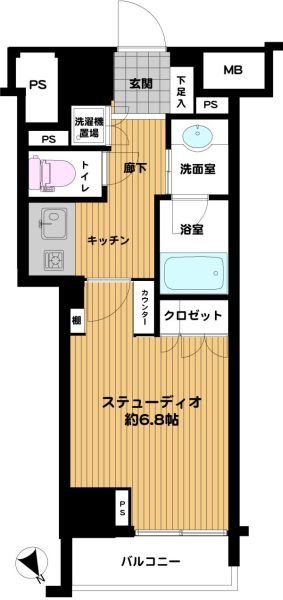 PS
玄関
下足入
MB
PS
洗濯機
置場
PS
トイレ
廊下
洗面室
キッチン
浴室
棚
カウンター
クロゼット
ステューディオ
約6.8帖
PS
バルコニー
N